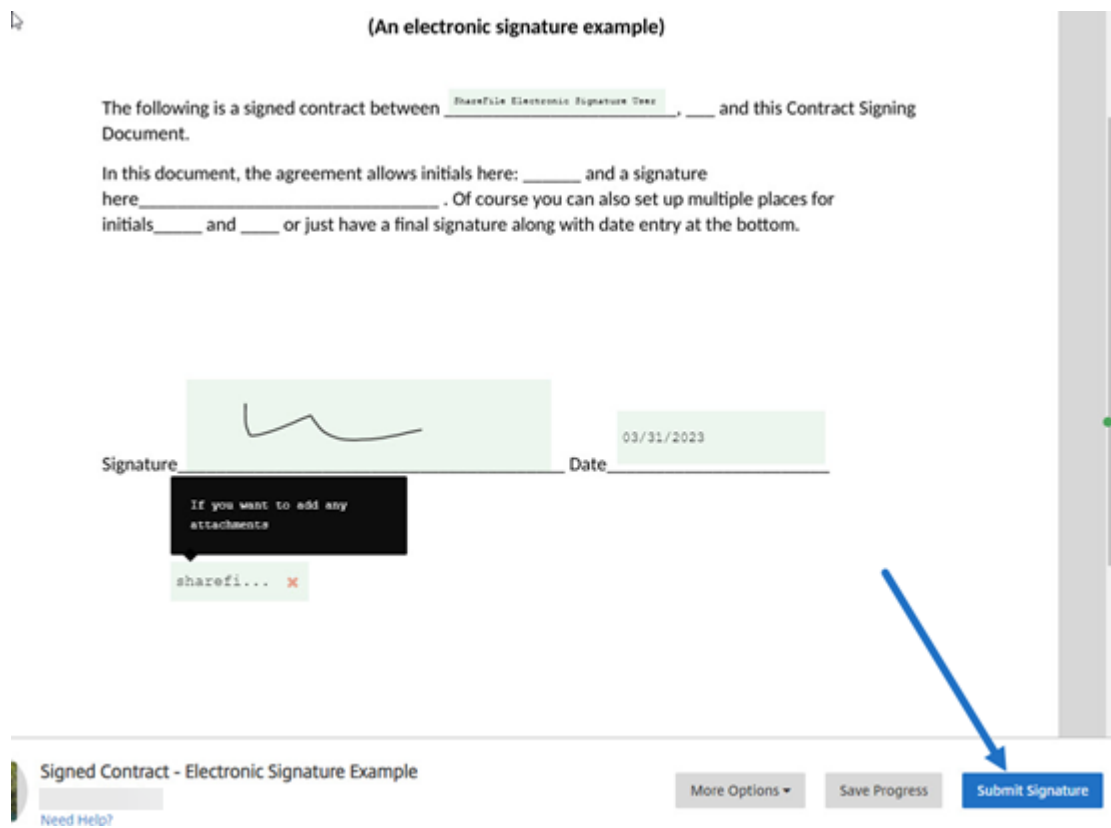 (An electronic signature example)
The following is a signed contract between ShareFile Electronic Signature User, ___ and this Contract Signing
Document.
In this document, the agreement allows initials here: ______ and a signature
here________________________________ . Of course you can also set up multiple places for
initials_____ and ____ or just have a final signature along with date entry at the bottom.
03/31/2023
Signature________________________________________ Date________________________
If you want to add any
attachments
sharefi... ×
Signed Contract - Electronic Signature Example
More Options Save Progress Submit Signature
Need Help?